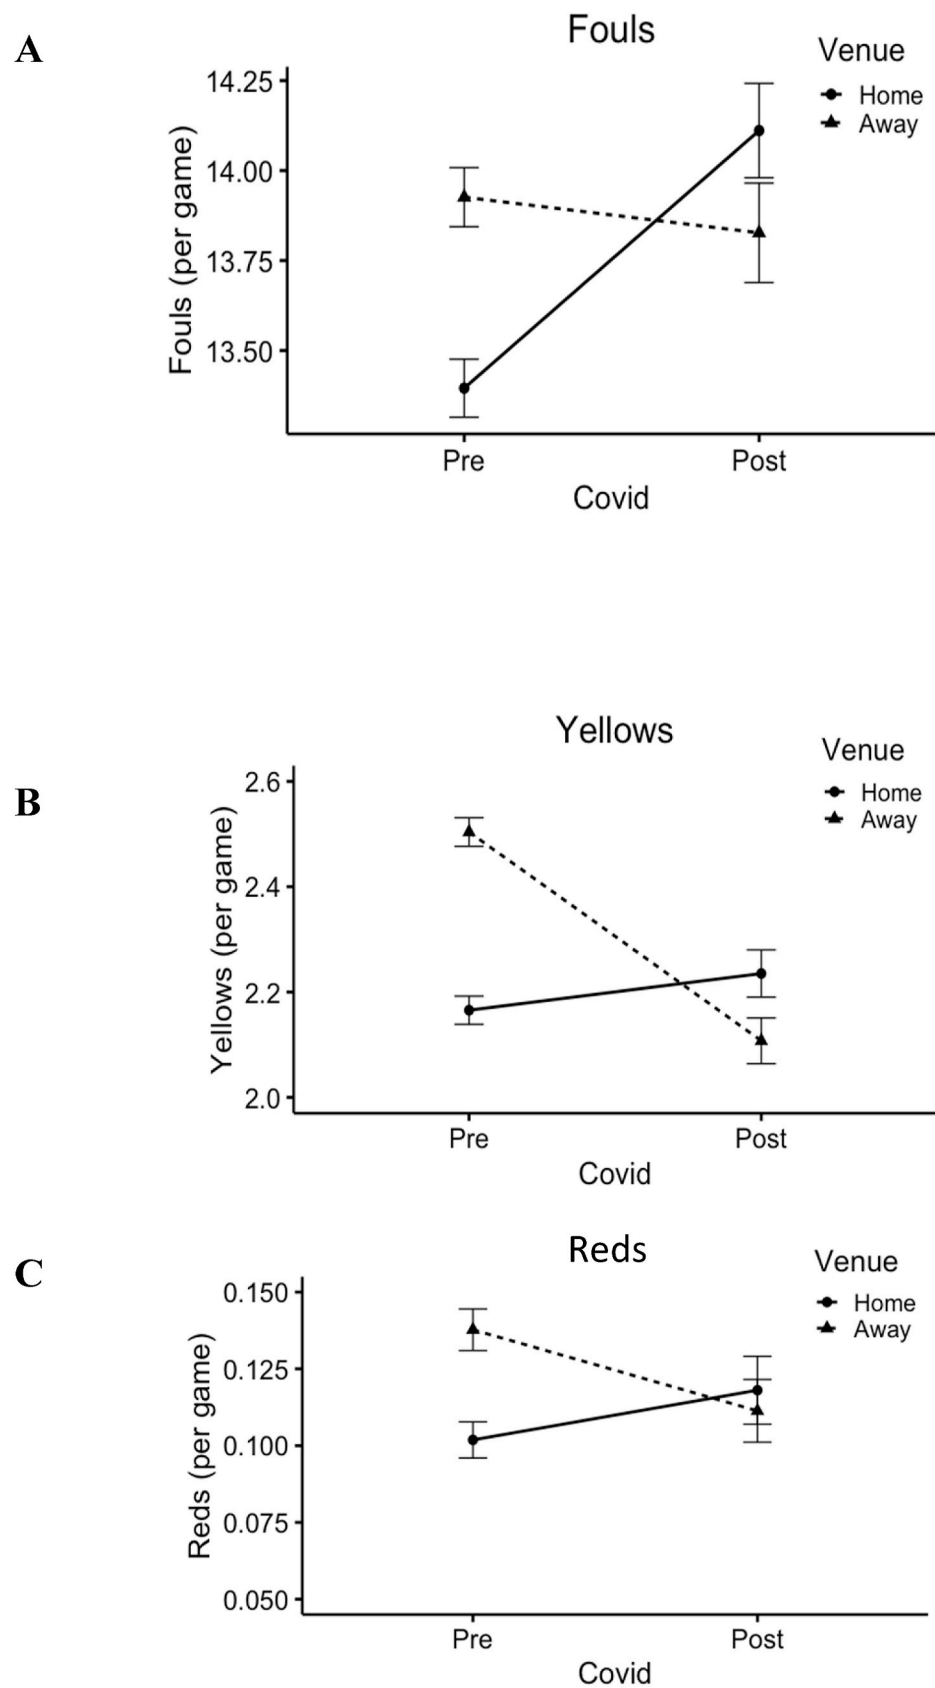 A
Fouls
Venue
Home
Away
Fouls (per game)
14.25
14.00
13.75
13.50
Pre
Post
Covid
B
Yellows
Venue
Home
Away
Yellows (per game)
2.6
2.4
2.2
2.0
Pre
Post
Covid
C
Reds
Venue
Home
Away
Reds (per game)
0.150
0.125
0.100
0.075
0.050
Pre
Post
Covid